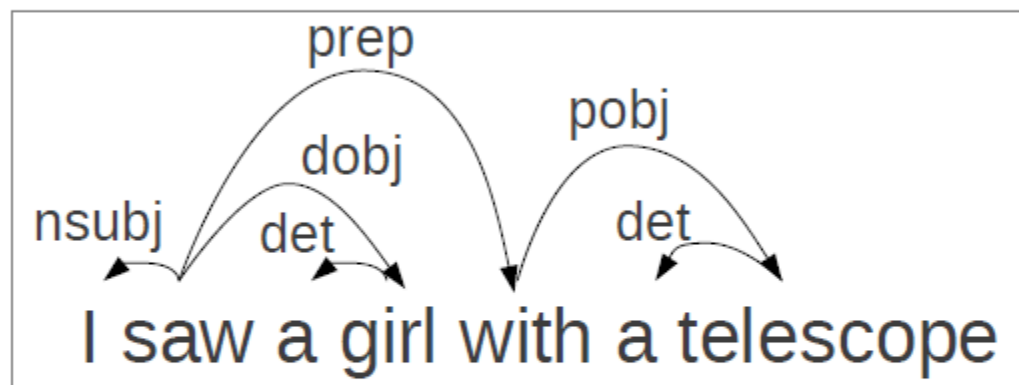 prep
pobj
dobj
nsubj
det
det
I saw a girl with a telescope